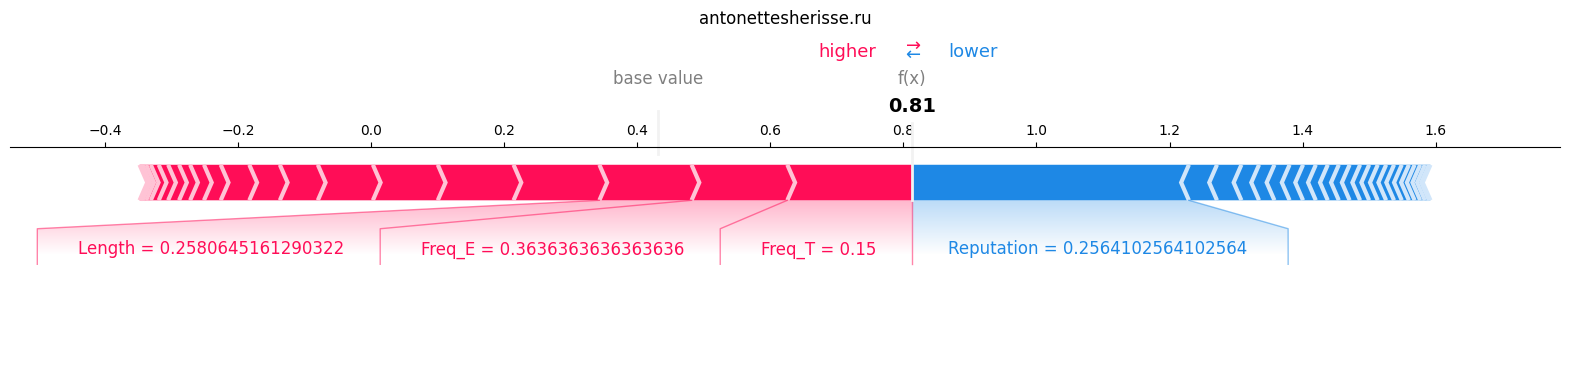 antonettesherisse.ru
higher ⇄ lower
base value f(x)
0.81
−0.4 −0.2 0.0 0.2 0.4 0.6 0.8 1.0 1.2 1.4 1.6
Length = 0.2580645161290322 Freq_E = 0.3636363636363636 Freq_T = 0.15 Reputation = 0.2564102564102564